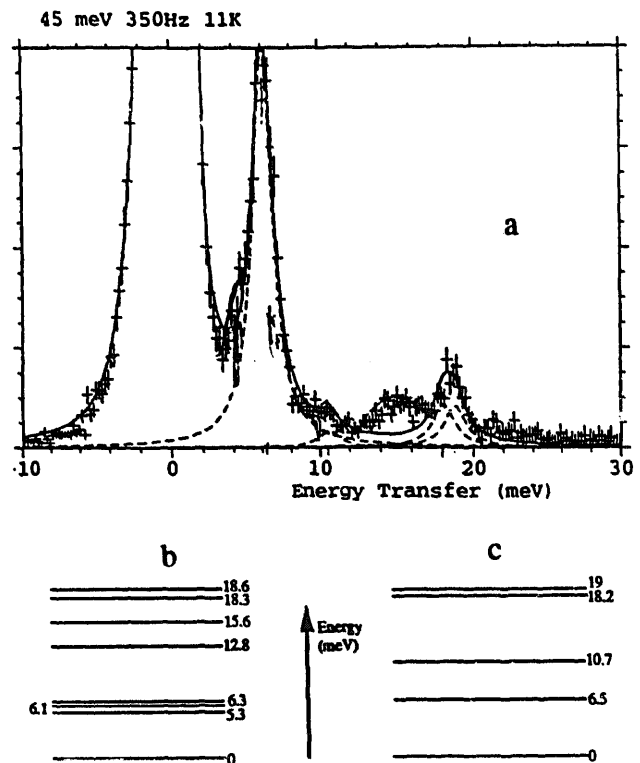 45 meV 350Hz 11K
a
-10 0 10 20 30
Energy Transfer (meV)
b
c
18.6
18.3
15.6
12.8
6.3
6.1
5.3
0
Energy
(meV)
19
18.2
10.7
6.5
0